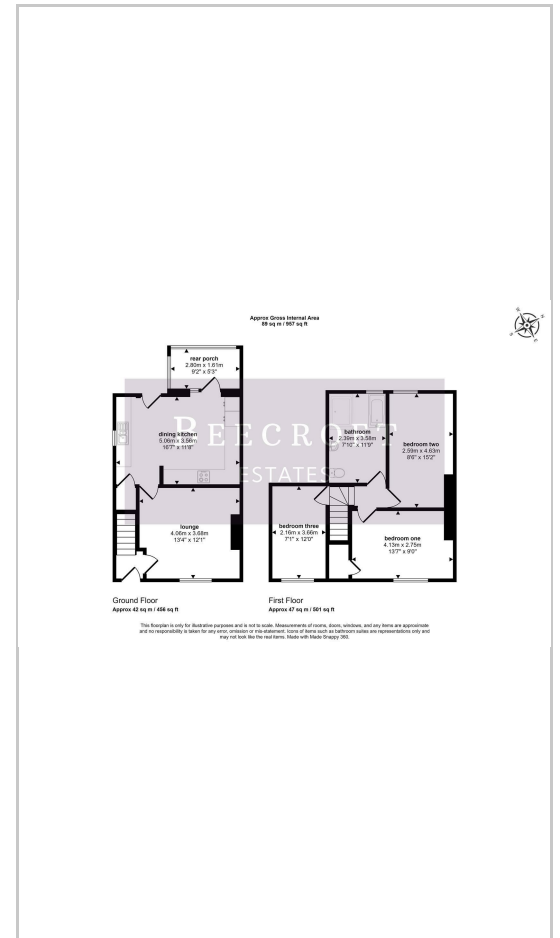 Approx Gross Internal Area
89 sq m / 957 sq ft
rear porch
2.80m x 1.61m
9'2" x 5'3"
dining kitchen
5.06m x 3.56m
16'7" x 11'8"
lounge
4.06m x 3.68m
13'4" x 12'1"
Ground Floor
Approx 42 sq m / 456 sq ft
BEECROFT
ESTATES
bathroom
2.39m x 3.58m
7'10" x 11'9"
bedroom two
2.59m x 4.63m
8'6" x 15'2"
bedroom three
2.16m x 3.66m
7'1" x 12'0"
bedroom one
4.13m x 2.75m
13'7" x 9'0"
First Floor
Approx 47 sq m / 501 sq ft
This floorplan is only for illustrative purposes and is not to scale. Measurements of rooms, doors, windows, and any items are approximate
and no responsibility is taken for any error, omission or mis-statement. Icons of items such as bathroom suites are representations only and
may not look like the real items. Made with Made Snappy 360.